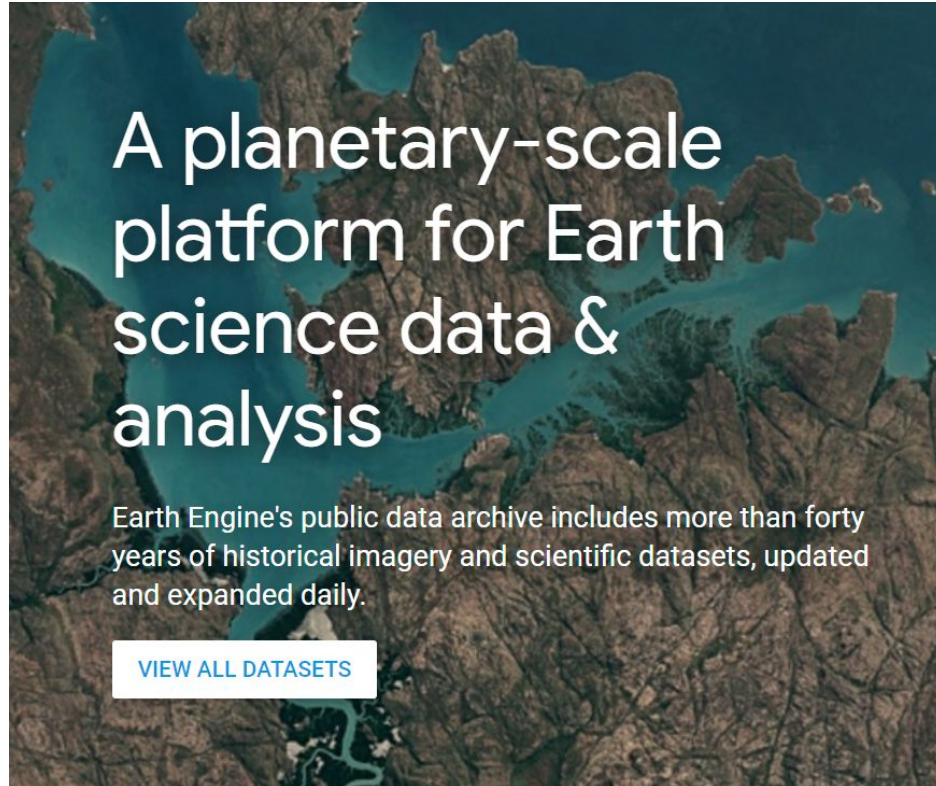 A planetary-scale
platform for Earth
science data &
analysis
Earth Engine's public data archive includes more than forty
years of historical imagery and scientific datasets, updated
and expanded daily.
VIEW ALL DATASETS